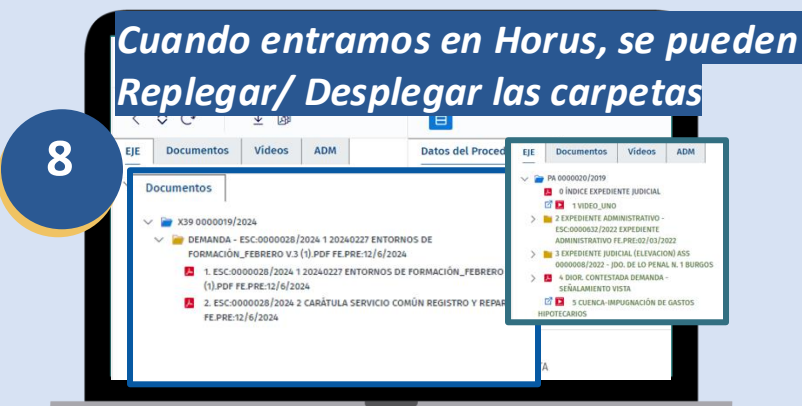 Cuando entramos en Horus, se pueden
Replegar/ Desplegar las carpetas
8
EJE Documentos Vídeos ADM
Datos del Proced
Documentos
X39 0000019/2024
DEMANDA - ESC:0000028/2024 1 20240227 ENTORNOS DE
FORMACIÓN_FEBRERO V.3 (1).PDF FE.PRE:12/6/2024
1. ESC:0000028/2024 1 20240227 ENTORNOS DE FORMACIÓN_FEBRERO
(1).PDF FE.PRE:12/6/2024
2. ESC:0000028/2024 2 CARÁTULA SERVICIO COMÚN REGISTRO Y REPAR
FE.PRE:12/6/2024
EJE Documentos Vídeos ADM
PA 0000020/2019
0 ÍNDICE EXPEDIENTE JUDICIAL
1 VIDEO_UNO
2 EXPEDIENTE ADMINISTRATIVO -
ESC:0000632/2022 EXPEDIENTE
ADMINISTRATIVO FE.PRE:02/03/2022
3 EXPEDIENTE JUDICIAL (ELEVACION) ASS
0000008/2022 - JDO. DE LO PENAL N. 1 BURGOS
4 DIOR. CONTESTADA DEMANDA -
SEÑALAMIENTO VISTA
5 CUENCA-IMPUGNACIÓN DE GASTOS
HIPOTECARIOS